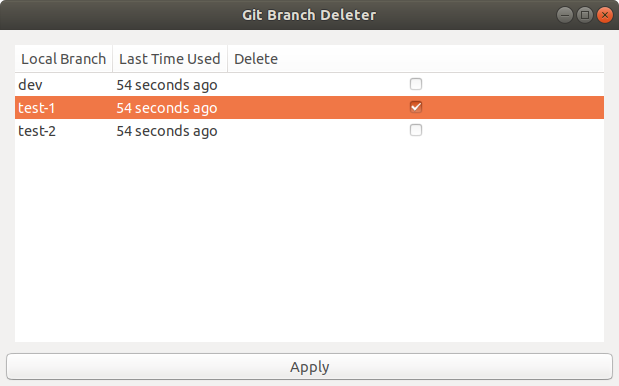 Git Branch Deleter
Local Branch Last Time Used Delete
dev 54 seconds ago
test-1 54 seconds ago
test-2 54 seconds ago
Apply